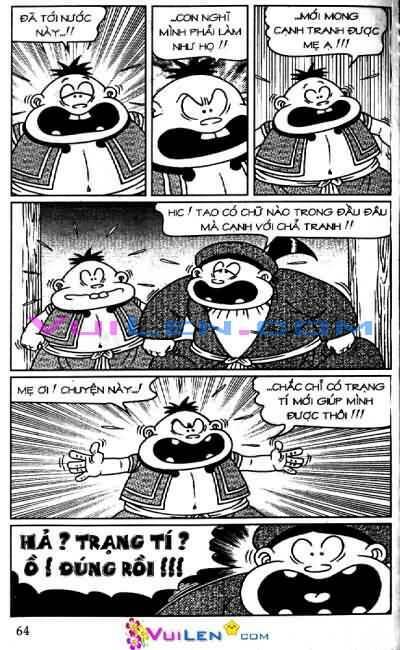 ĐÃ TỚI NƯỚC
NÀY...!!
...CON NGHĨ
MÌNH PHẢI LÀM
NHƯ HỌ !!
...MỚI MONG
CẠNH TRANH ĐƯỢC
MẸ Ạ !!!
HIC ! TAO CÓ CHỮ NÀO TRONG ĐẦU ĐÂU
MÀ CẠNH VỚI CHẢ TRANH !!
VUILEN.COM
MẸ ƠI ! CHUYỆN NÀY...!
...CHẮC CHỈ CÓ TRẠNG
TÍ MỚI GIÚP MÌNH
ĐƯỢC THÔI !!!
HẢ ? TRẠNG TÍ ?
Ồ ! ĐÚNG RỒI !!!
64
VUILEN.COM